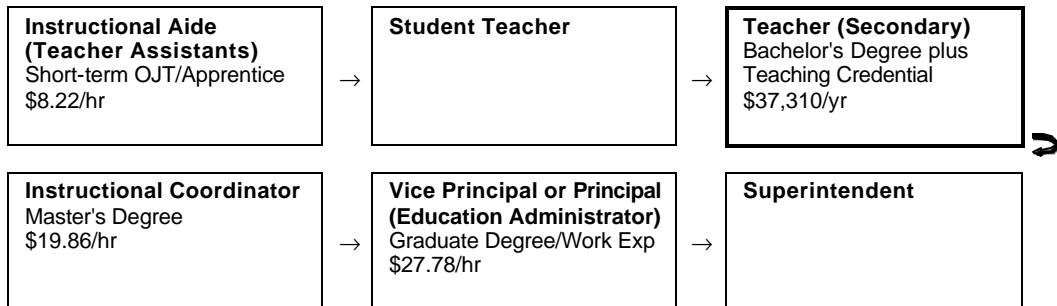 Instructional Aide
(Teacher Assistants)
Short-term OJT/Apprentice
$8.22/hr
→
Student Teacher
→
Teacher (Secondary)
Bachelor's Degree plus
Teaching Credential
$37,310/yr
Instructional Coordinator
Master's Degree
$19.86/hr
→
Vice Principal or Principal
(Education Administrator)
Graduate Degree/Work Exp
$27.78/hr
→
Superintendent